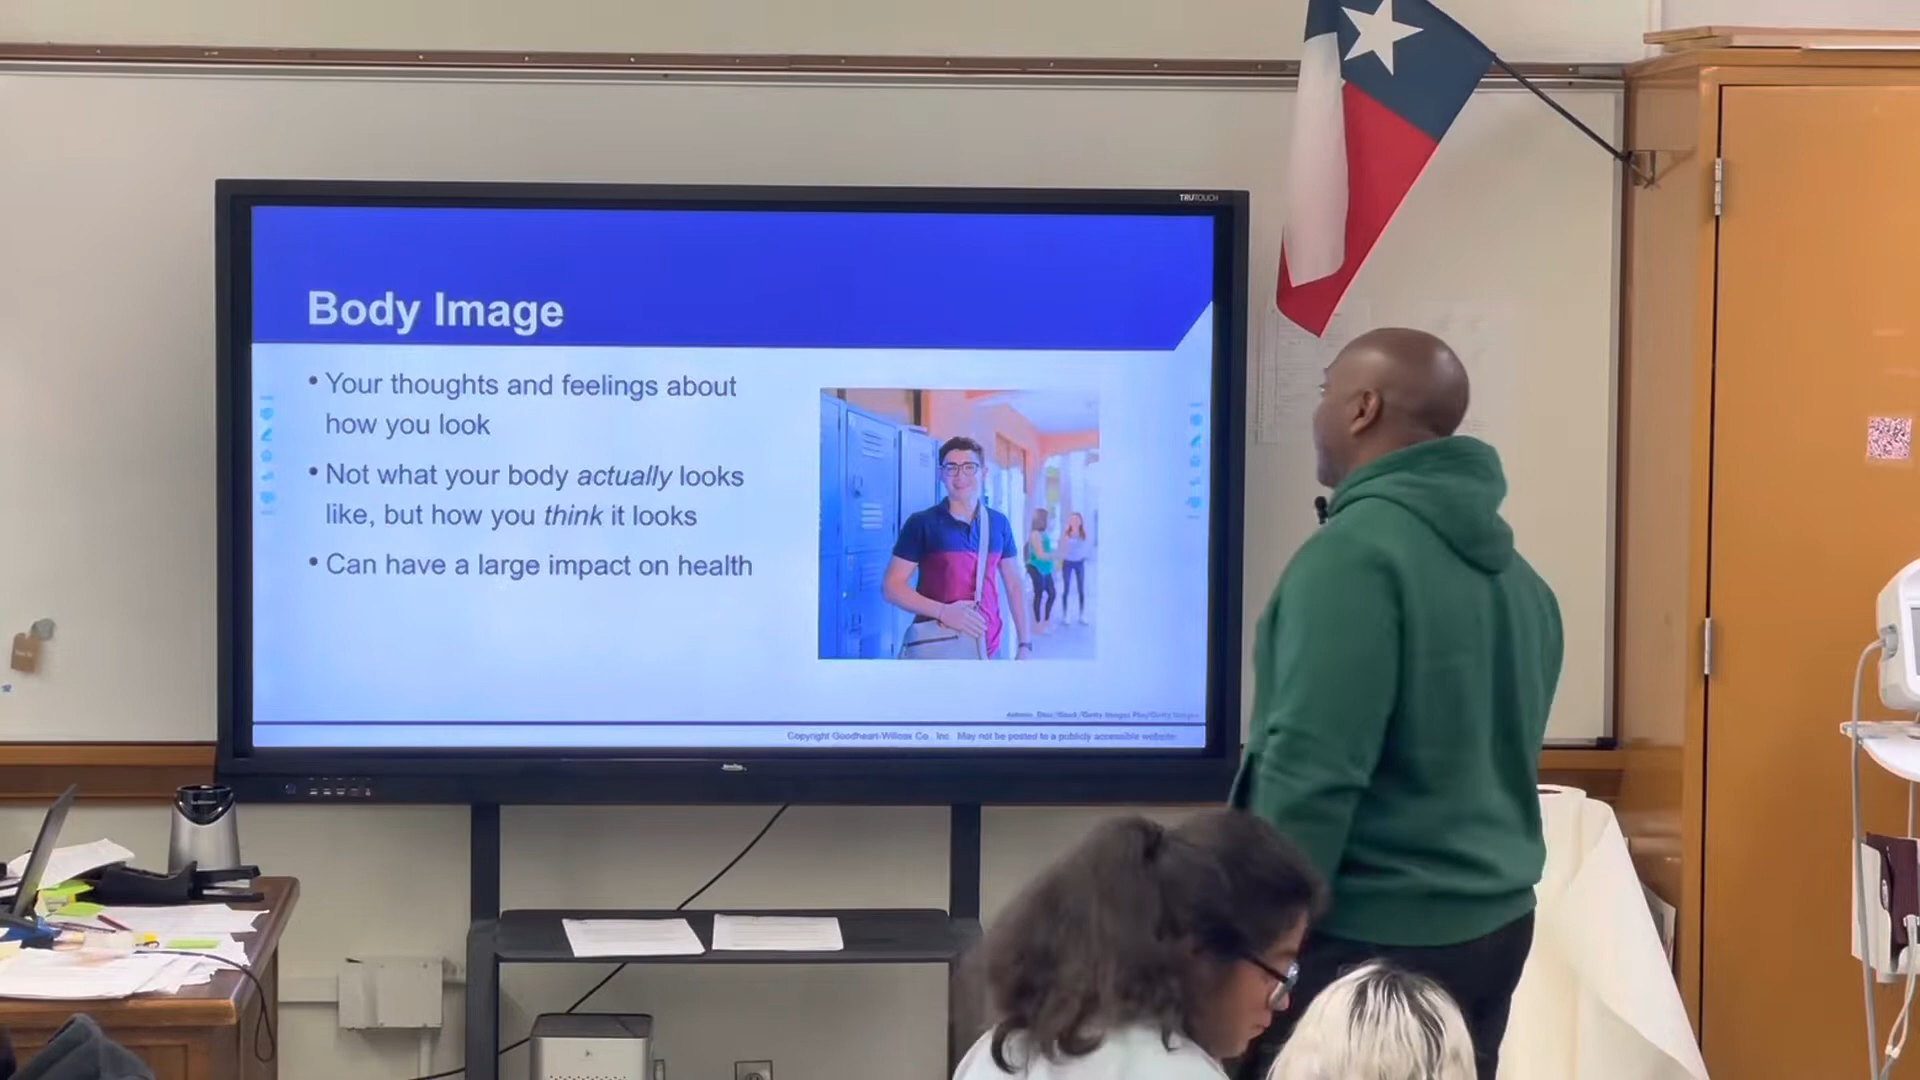 TRUTOUCH
Body Image
• Your thoughts and feelings about
how you look
• Not what your body actually looks
like, but how you think it looks
• Can have a large impact on health
Copyright Goodheart-Willcox Co., Inc. May not be posted to a publicly accessible website.